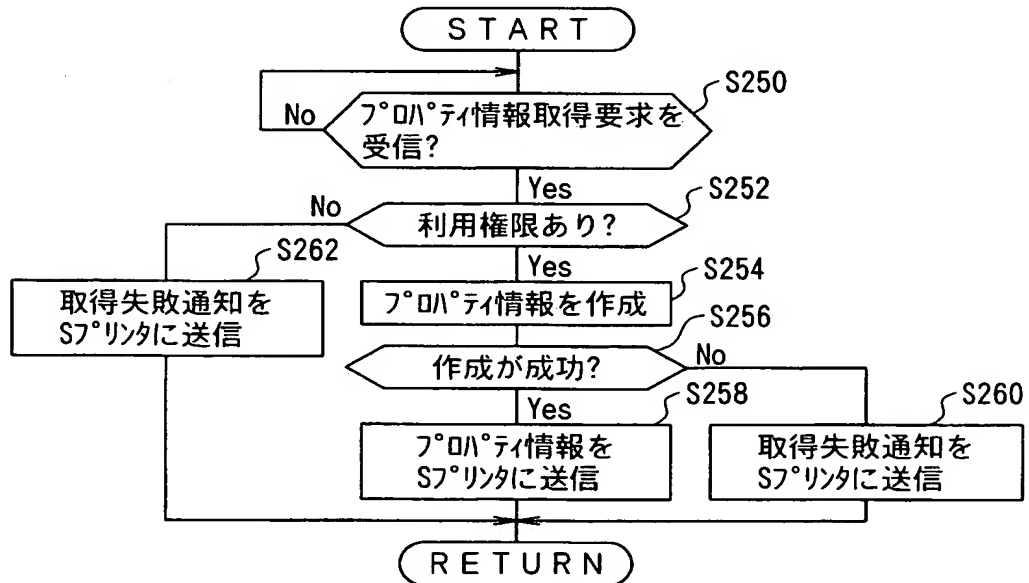 START
S250
No
プロパティ情報取得要求を
受信?
Yes
S252
No
利用権限あり?
S262
Yes
S254
取得失敗通知を
Sプリンタに送信
プロパティ情報を作成
S256
作成が成功?
No
Yes
S258
S260
プロパティ情報を
Sプリンタに送信
取得失敗通知を
Sプリンタに送信
RETURN